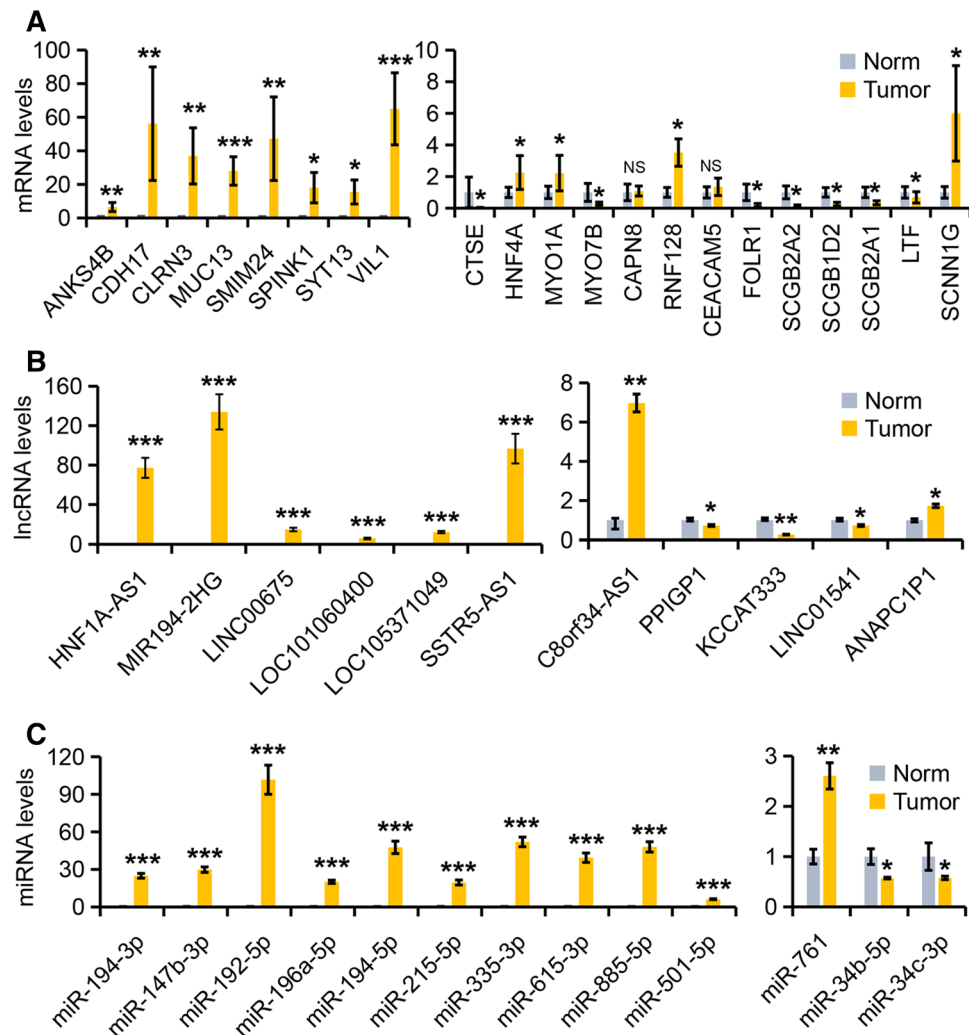 A
mRNA levels
100
80
60
40
20
0
** ** ** *** ** * * ***
ANKS4B CDH17 CLRN3 MUC13 SMIM24 SPINK1 SYT13 VIL1
10
8
6
4
2
0
Norm
Tumor
* * * * NS * NS * * * * * *
CTSE HNF4A MYO1A MYO7B CAPN8 RNF128 CEACAM5 FOLR1 SCGB2A2 SCGB1D2 SCGB2A1 LTF SCNN1G
B
lncRNA levels
160
120
80
40
0
*** *** *** *** *** ***
HNF1A-AS1 MIR194-2HG LINC00675 LOC101060400 LOC105371049 SSTR5-AS1
8
6
4
2
0
Norm
Tumor
** * ** * *
C8orf34-AS1 PPIGP1 KCCAT333 LINC01541 ANAPC1P1
C
miRNA levels
120
90
60
30
0
*** *** *** *** *** *** *** *** *** ***
miR-194-3p miR-147b-3p miR-192-5p miR-196a-5p miR-194-5p miR-215-5p miR-335-3p miR-615-3p miR-885-5p miR-501-5p
3
2
1
0
Norm
Tumor
** * *
miR-761 miR-34b-5p miR-34c-3p